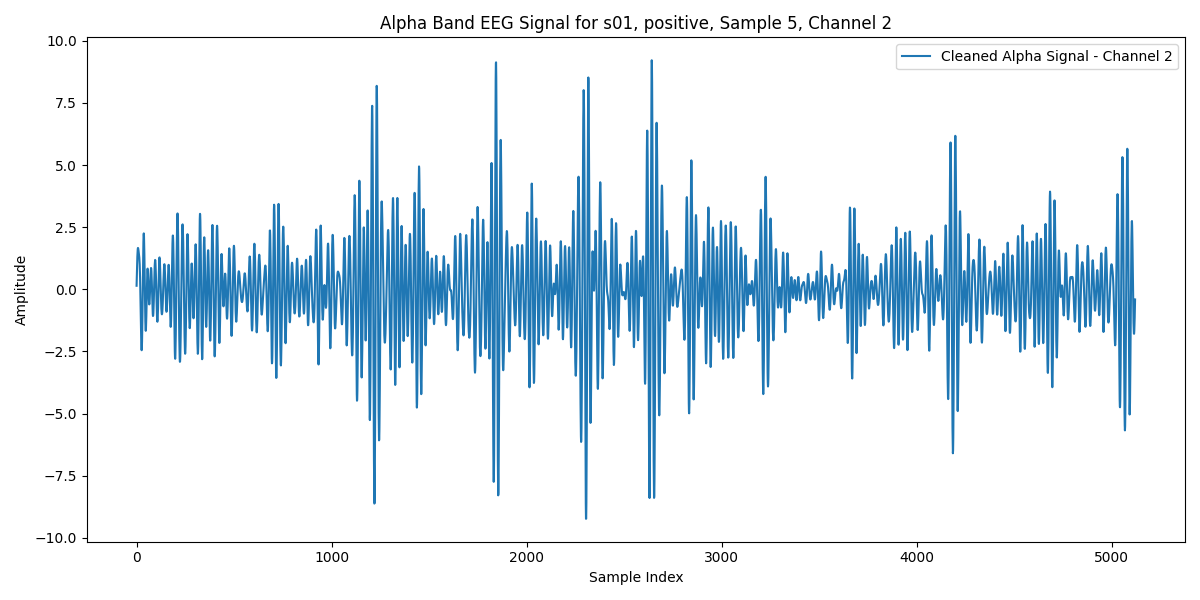 Alpha Band EEG Signal for s01, positive, Sample 5, Channel 2
Cleaned Alpha Signal - Channel 2
Amplitude
10.0
7.5
5.0
2.5
0.0
−2.5
−5.0
−7.5
−10.0
0 1000 2000 3000 4000 5000
Sample Index